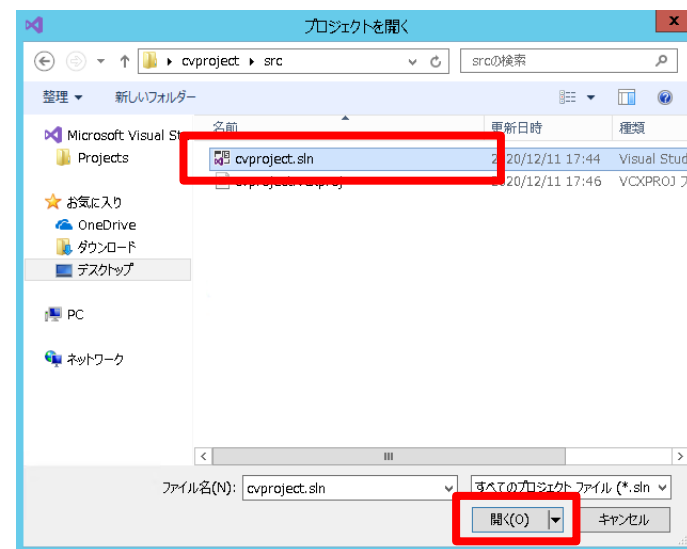 プロジェクトを開く
x
cvproject src
srcの検索
整理 新しいフォルダー
名前 更新日時 種類
Microsoft Visual St
Projects
cvproject.sln 2020/12/11 17:44 Visual Stud
2020/12/11 17:46 VCXPROJ フ
お気に入り
OneDrive
ダウンロード
デスクトップ
PC
ネットワーク
ファイル名(N): cvproject.sln すべてのプロジェクト ファイル (*.sln
開く(O) キャンセル